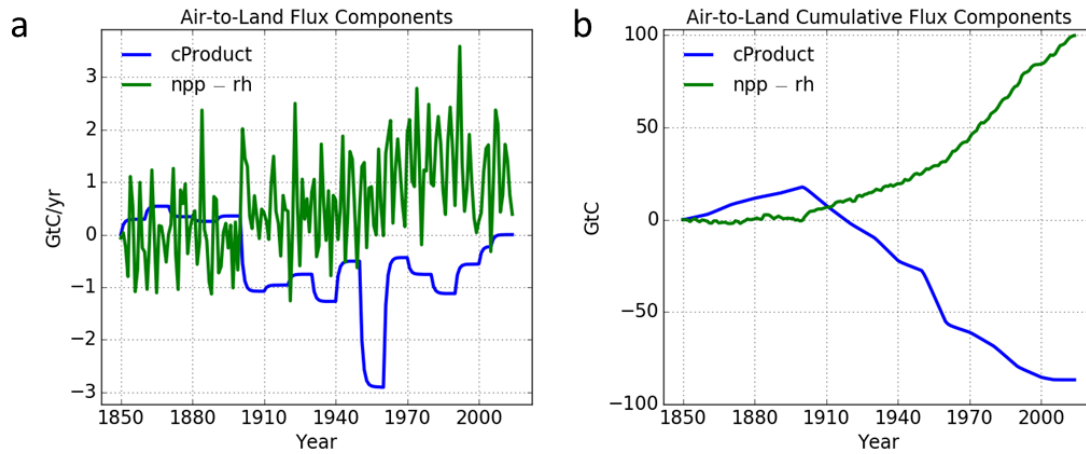 a
Air-to-Land Flux Components
cProduct
npp − rh
3
2
1
0
−1
−2
−3
GtC/yr
1850
1880
1910
1940
1970
2000
Year
b
Air-to-Land Cumulative Flux Components
cProduct
npp − rh
100
50
0
−50
−100
GtC
1850
1880
1910
1940
1970
2000
Year